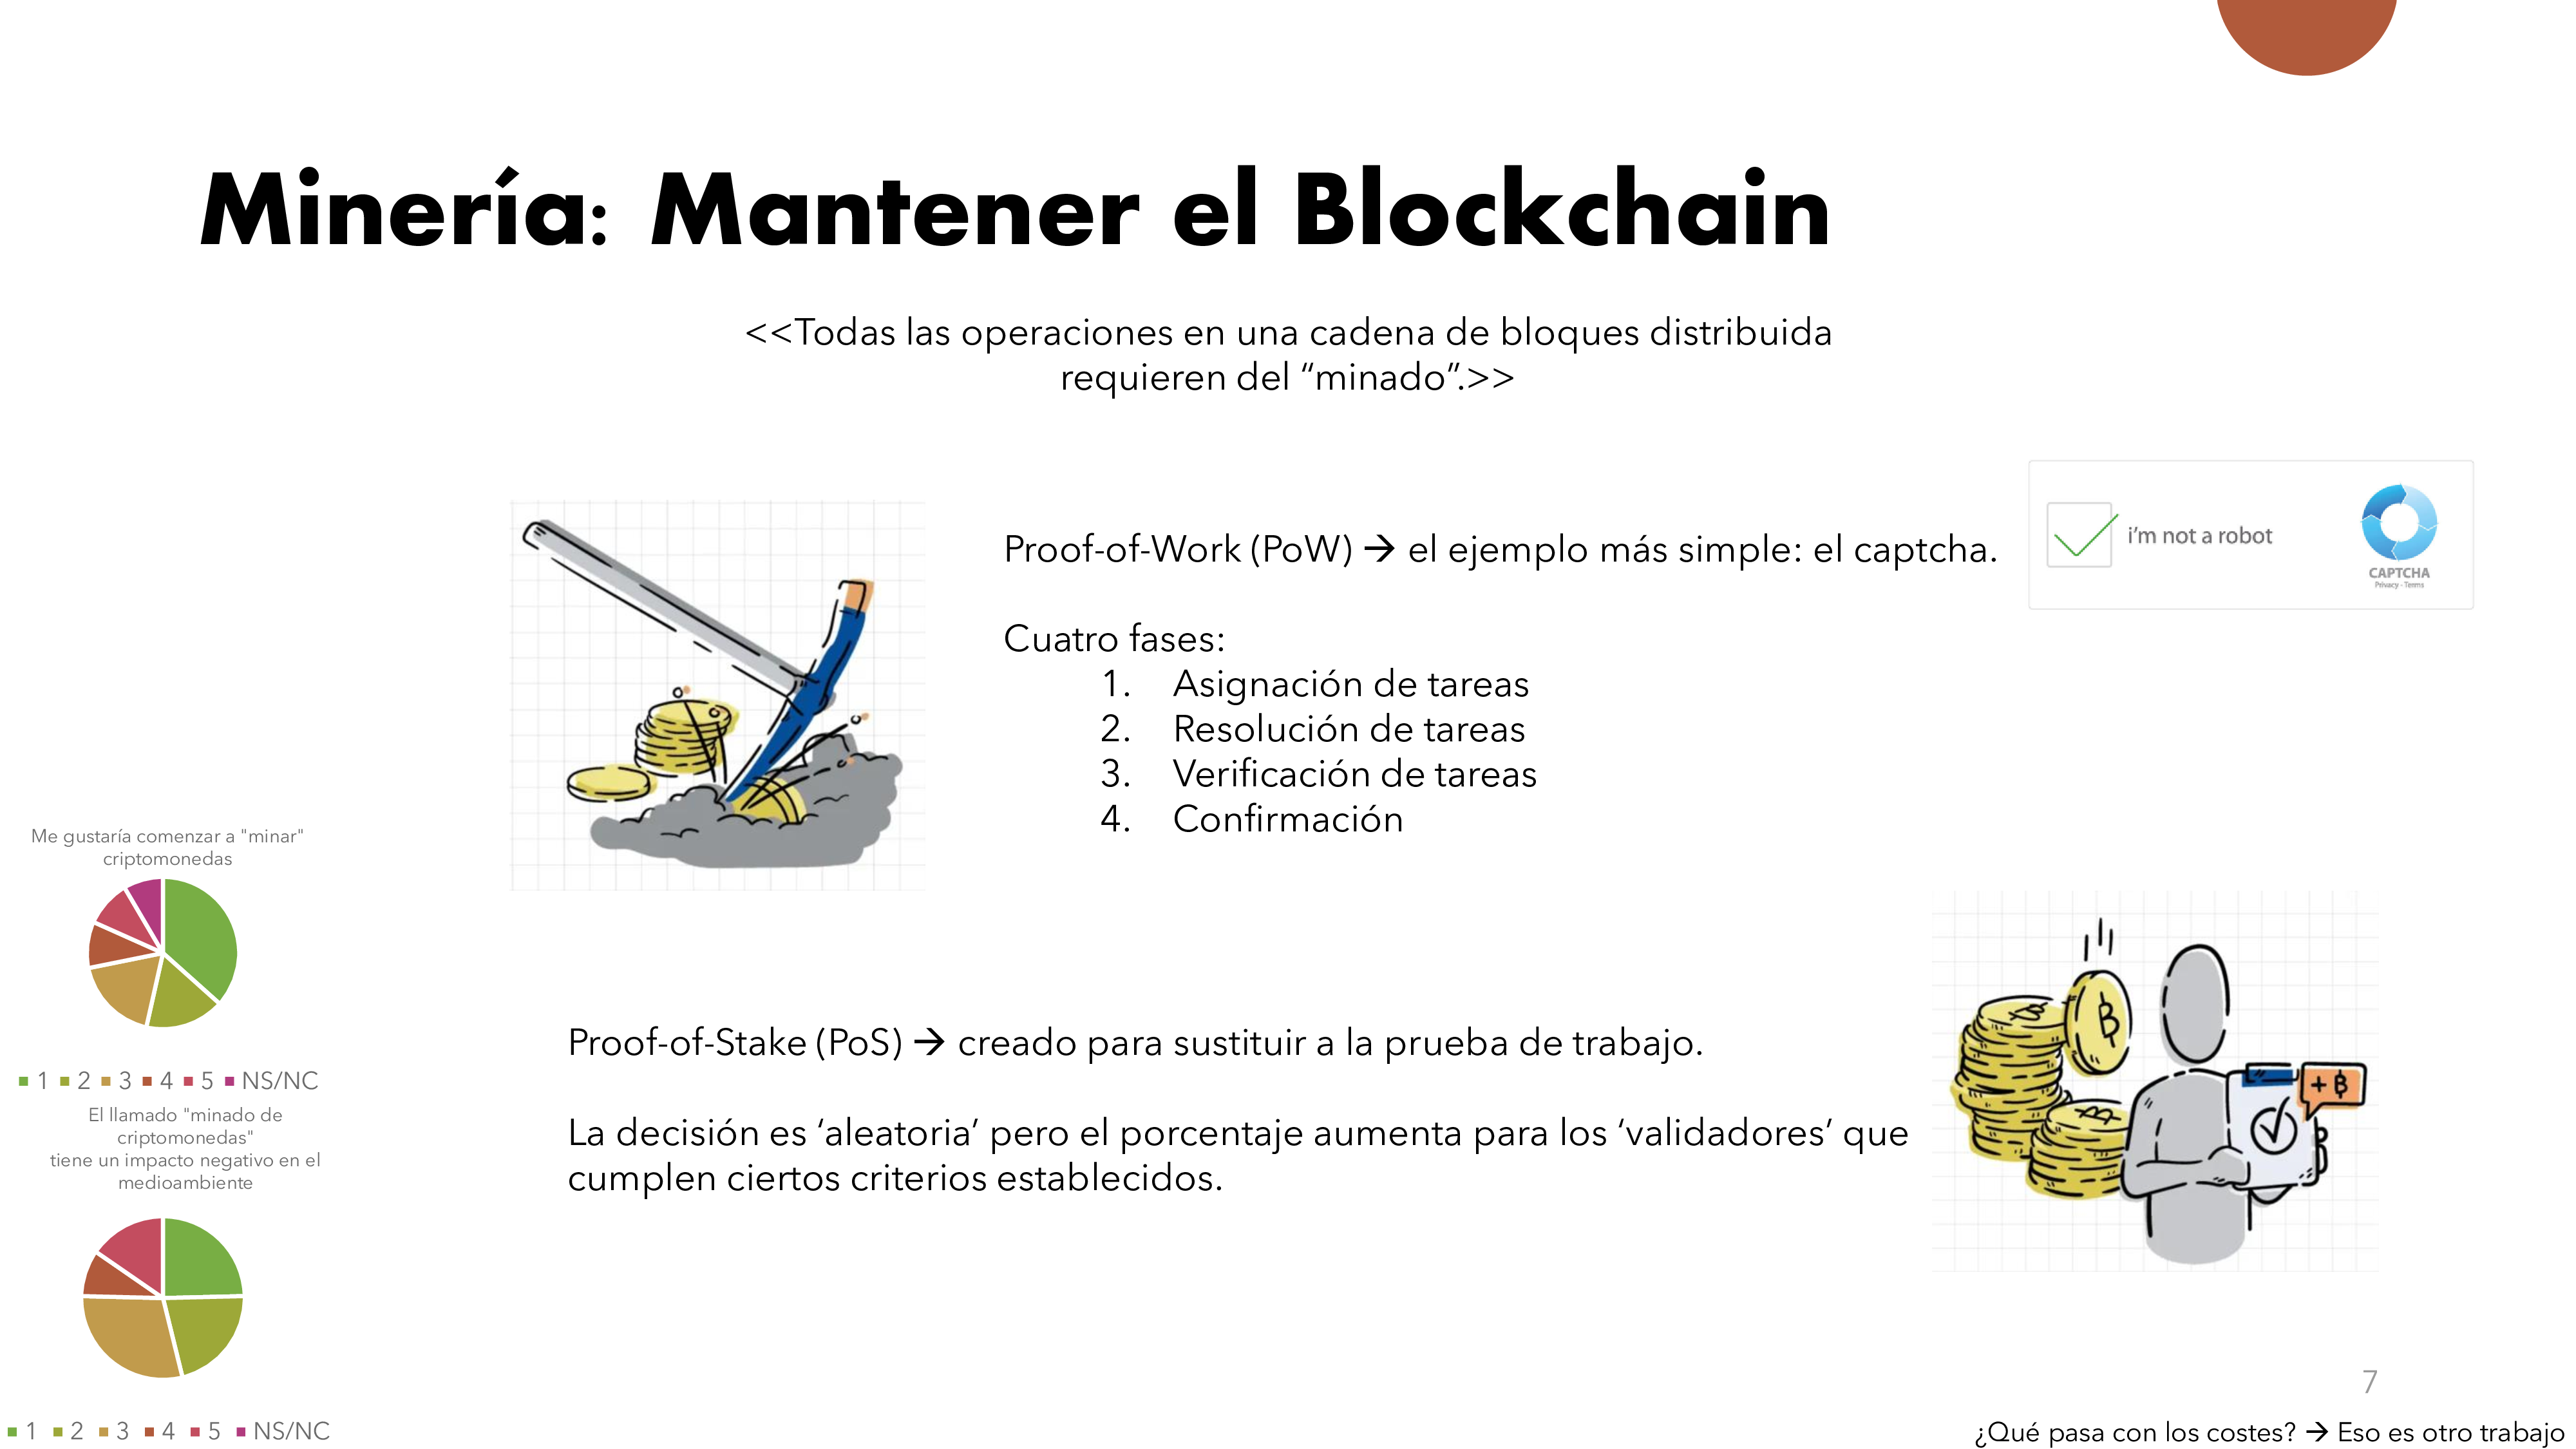 Minería: Mantener el Blockchain
<<Todas las operaciones en una cadena de bloques distribuida
requieren del “minado”.>>
Proof-of-Work (PoW) → el ejemplo más simple: el captcha.
i'm not a robot
CAPTCHA
Privacy - Terms
Cuatro fases:
1. Asignación de tareas
2. Resolución de tareas
3. Verificación de tareas
4. Confirmación
Me gustaría comenzar a "minar"
criptomonedas
1 2 3 4 5 NS/NC
El llamado "minado de
criptomonedas"
tiene un impacto negativo en el
medioambiente
1 2 3 4 5 NS/NC
Proof-of-Stake (PoS) → creado para sustituir a la prueba de trabajo.
La decisión es ‘aleatoria’ pero el porcentaje aumenta para los ‘validadores’ que
cumplen ciertos criterios establecidos.
+ ₿
7
¿Qué pasa con los costes? → Eso es otro trabajo